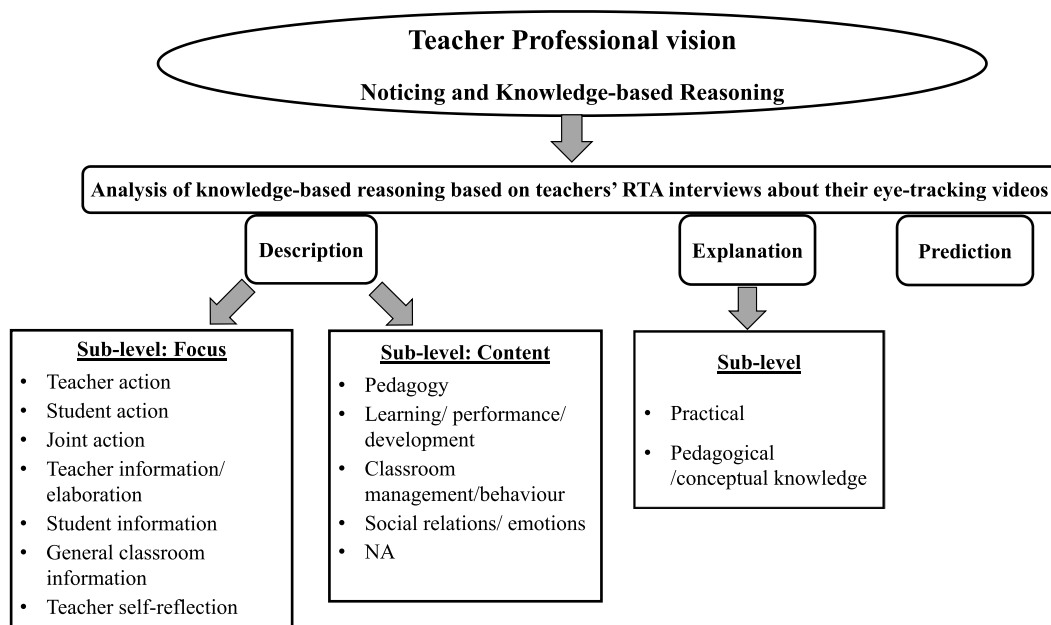 Teacher Professional vision
Noticing and Knowledge-based Reasoning
Analysis of knowledge-based reasoning based on teachers’ RTA interviews about their eye-tracking videos
Description
Explanation
Prediction
Sub-level: Focus
• Teacher action
• Student action
• Joint action
• Teacher information/
elaboration
• Student information
• General classroom
information
• Teacher self-reflection
Sub-level: Content
• Pedagogy
• Learning/ performance/
development
• Classroom
management/behaviour
• Social relations/ emotions
• NA
Sub-level
• Practical
• Pedagogical
/conceptual knowledge